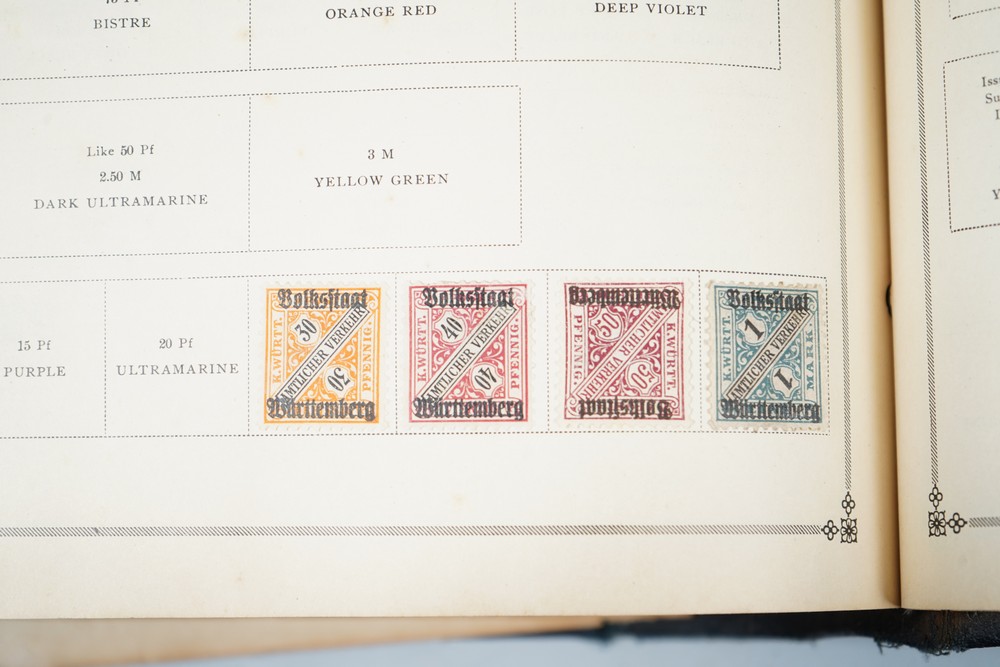 BISTRE
ORANGE RED
DEEP VIOLET
Like 50 Pf
2.50 M
DARK ULTRAMARINE
3 M
YELLOW GREEN
15 Pf
PURPLE
20 Pf
ULTRAMARINE
Volksstaat
K.WÜRTT.
30
AMTLICHER VERKEHR
30
PFENNIG
Württemberg
Volksstaat
K.WÜRTT.
40
AMTLICHER VERKEHR
40
PFENNIG.
Württemberg
Volksstaat
K.WÜRTT.
50
AMTLICHER VERKEHR
50
PFENNIG
Württemberg
Volksstaat
K.WÜRTT.
1
AMTLICHER VERKEHR
1
MARK
Württemberg